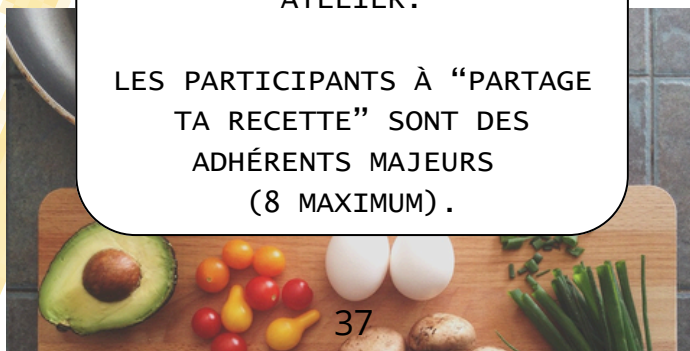 ATELIER.
LES PARTICIPANTS À “PARTAGE
TA RECETTE” SONT DES
ADHÉRENTS MAJEURS
(8 MAXIMUM).
37